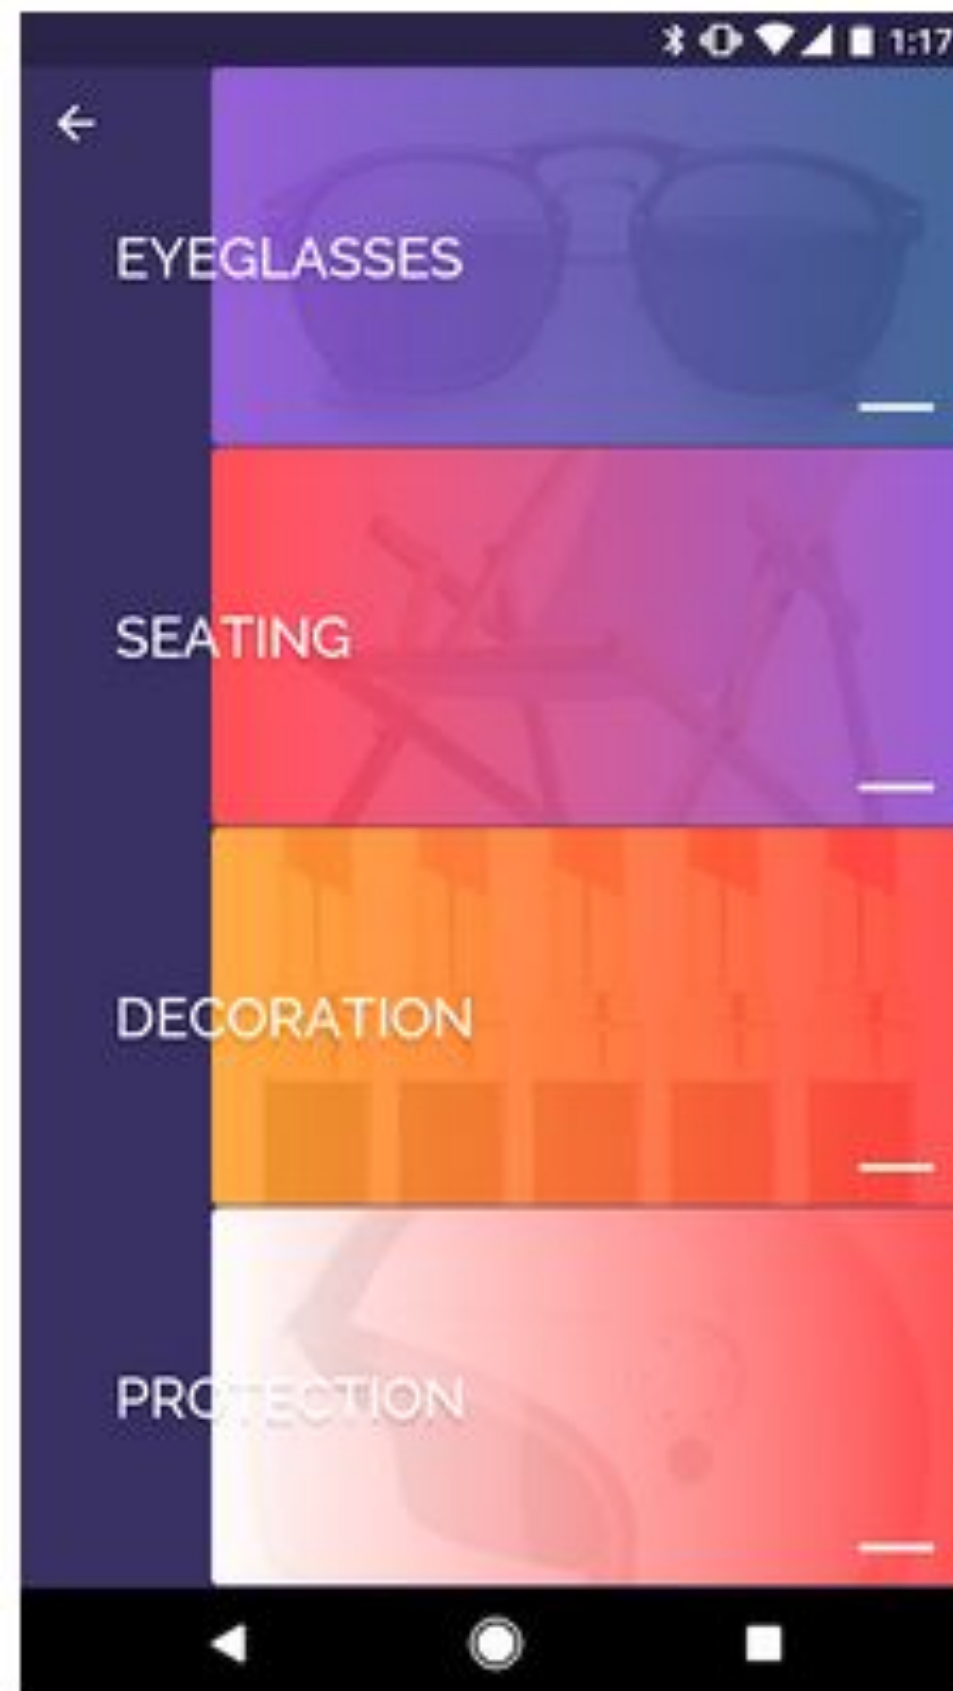 1:17
EYEGLASSES
SEATING
DECORATION
PROTECTION